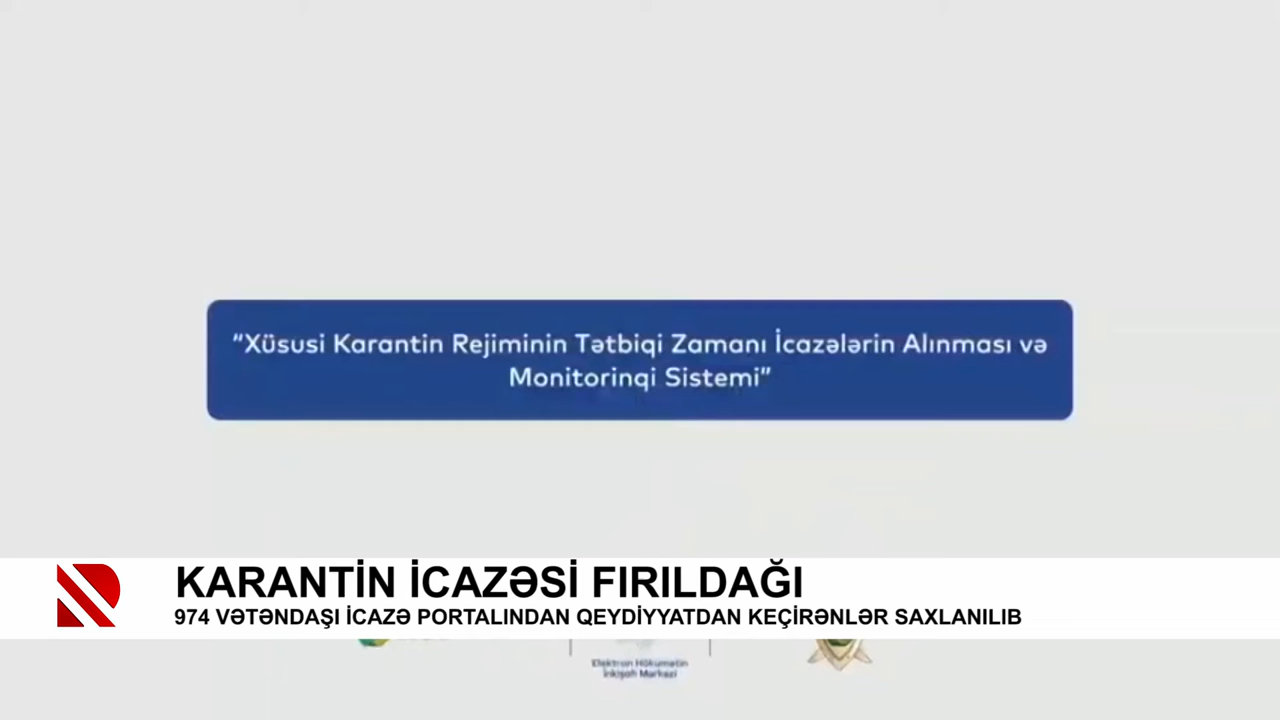 “Xüsusi Karantin Rejiminin Tətbiqi Zamanı İcazələrin Alınması və
Monitorinqi Sistemi”
KARANTİN İCAZƏSİ FIRILDAĞI
974 VƏTƏNDAŞI İCAZƏ PORTALINDAN QEYDİYYATDAN KEÇİRƏNLƏR SAXLANILIB
Elektron Hökumətin
İnkişafı Mərkəzi